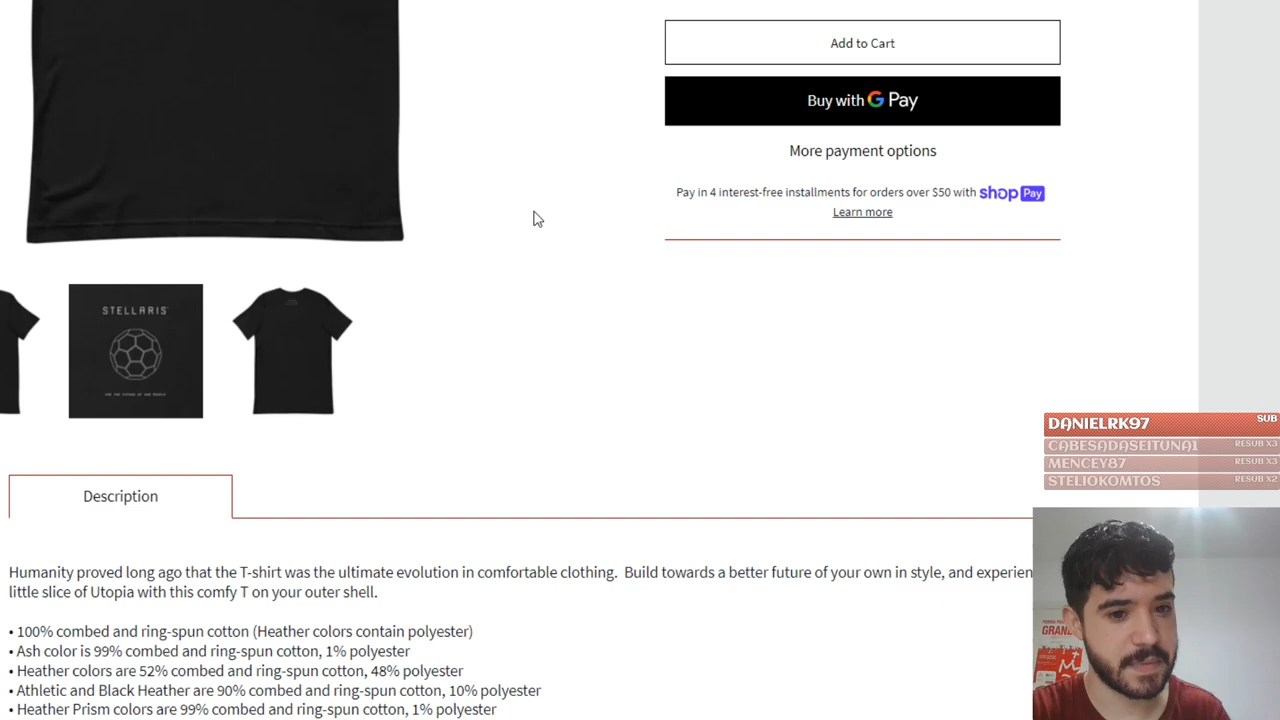 Add to Cart
Buy with G Pay
More payment options
Pay in 4 interest-free installments for orders over $50 with shop Pay
Learn more
STELLARIS
FOR THE FUTURE OF OUR PEOPLE
DANIELRK97 SUB
CABESADASEITUNA1 RESUB X3
MENCEY87 RESUB X3
STELIOKOMTOS RESUB X2
Description
Humanity proved long ago that the T-shirt was the ultimate evolution in comfortable clothing. Build towards a better future of your own in style, and experien
little slice of Utopia with this comfy T on your outer shell.
• 100% combed and ring-spun cotton (Heather colors contain polyester)
• Ash color is 99% combed and ring-spun cotton, 1% polyester
• Heather colors are 52% combed and ring-spun cotton, 48% polyester
• Athletic and Black Heather are 90% combed and ring-spun cotton, 10% polyester
• Heather Prism colors are 99% combed and ring-spun cotton, 1% polyester